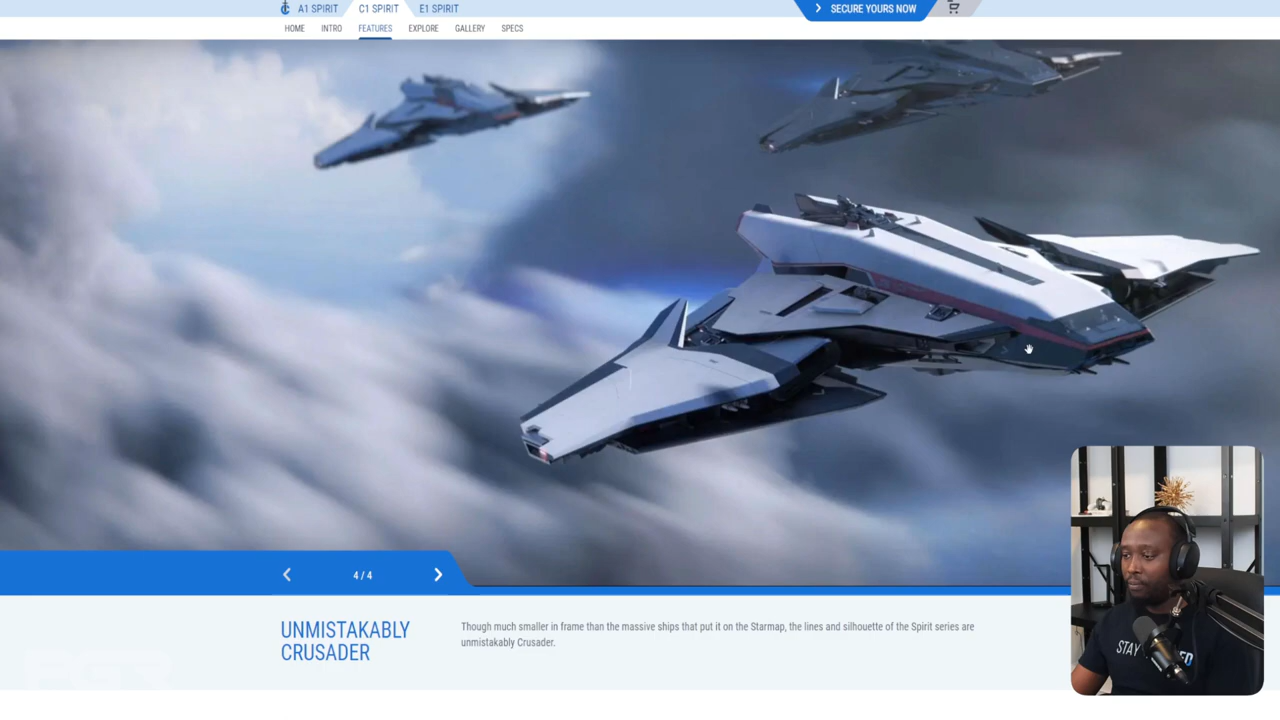 A1 SPIRIT C1 SPIRIT E1 SPIRIT SECURE YOURS NOW
HOME INTRO FEATURES EXPLORE GALLERY SPECS
4 / 4
UNMISTAKABLY
CRUSADER
Though much smaller in frame than the massive ships that put it on the Starmap, the lines and silhouette of the Spirit series are
unmistakably Crusader.
STAY